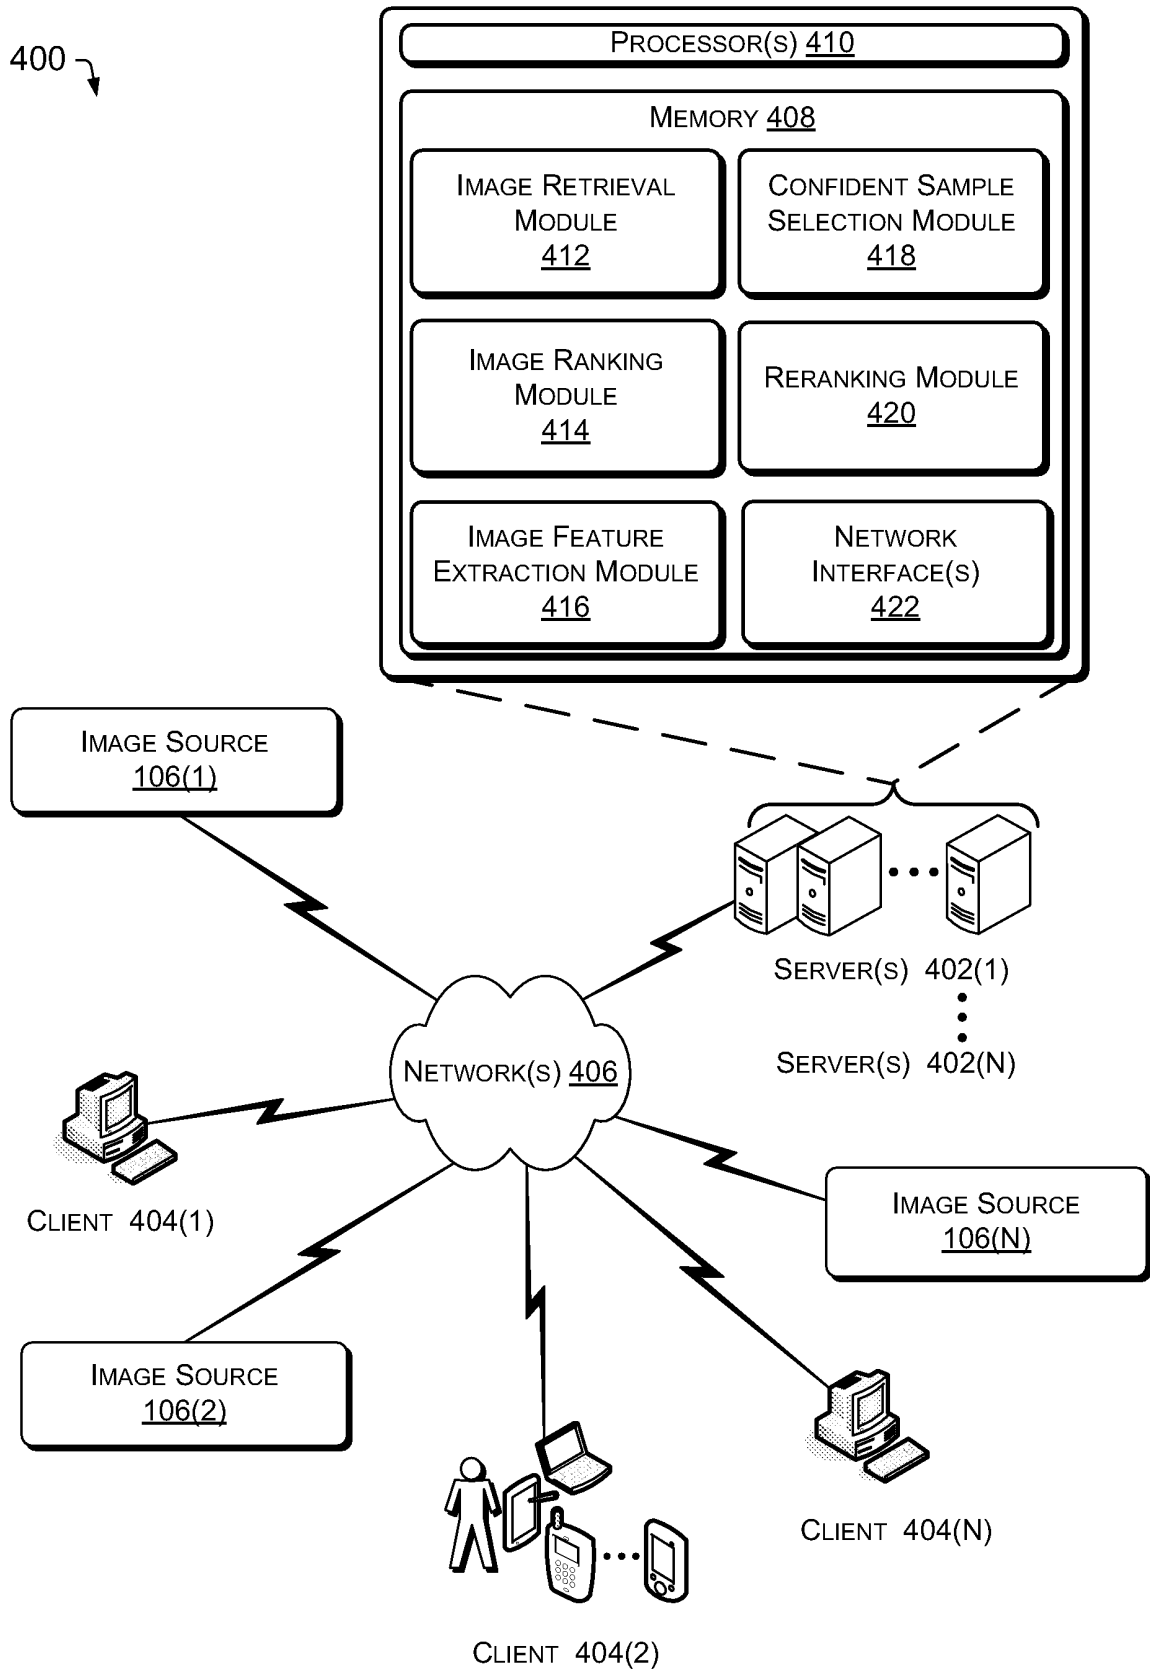 400
PROCESSOR(S) 410
MEMORY 408
IMAGE RETRIEVAL
MODULE
412
CONFIDENT SAMPLE
SELECTION MODULE
418
IMAGE RANKING
MODULE
414
RERANKING MODULE
420
IMAGE FEATURE
EXTRACTION MODULE
416
NETWORK
INTERFACE(S)
422
IMAGE SOURCE
106(1)
SERVER(S) 402(1)
SERVER(S) 402(N)
NETWORK(S) 406
CLIENT 404(1)
IMAGE SOURCE
106(N)
IMAGE SOURCE
106(2)
CLIENT 404(N)
CLIENT 404(2)